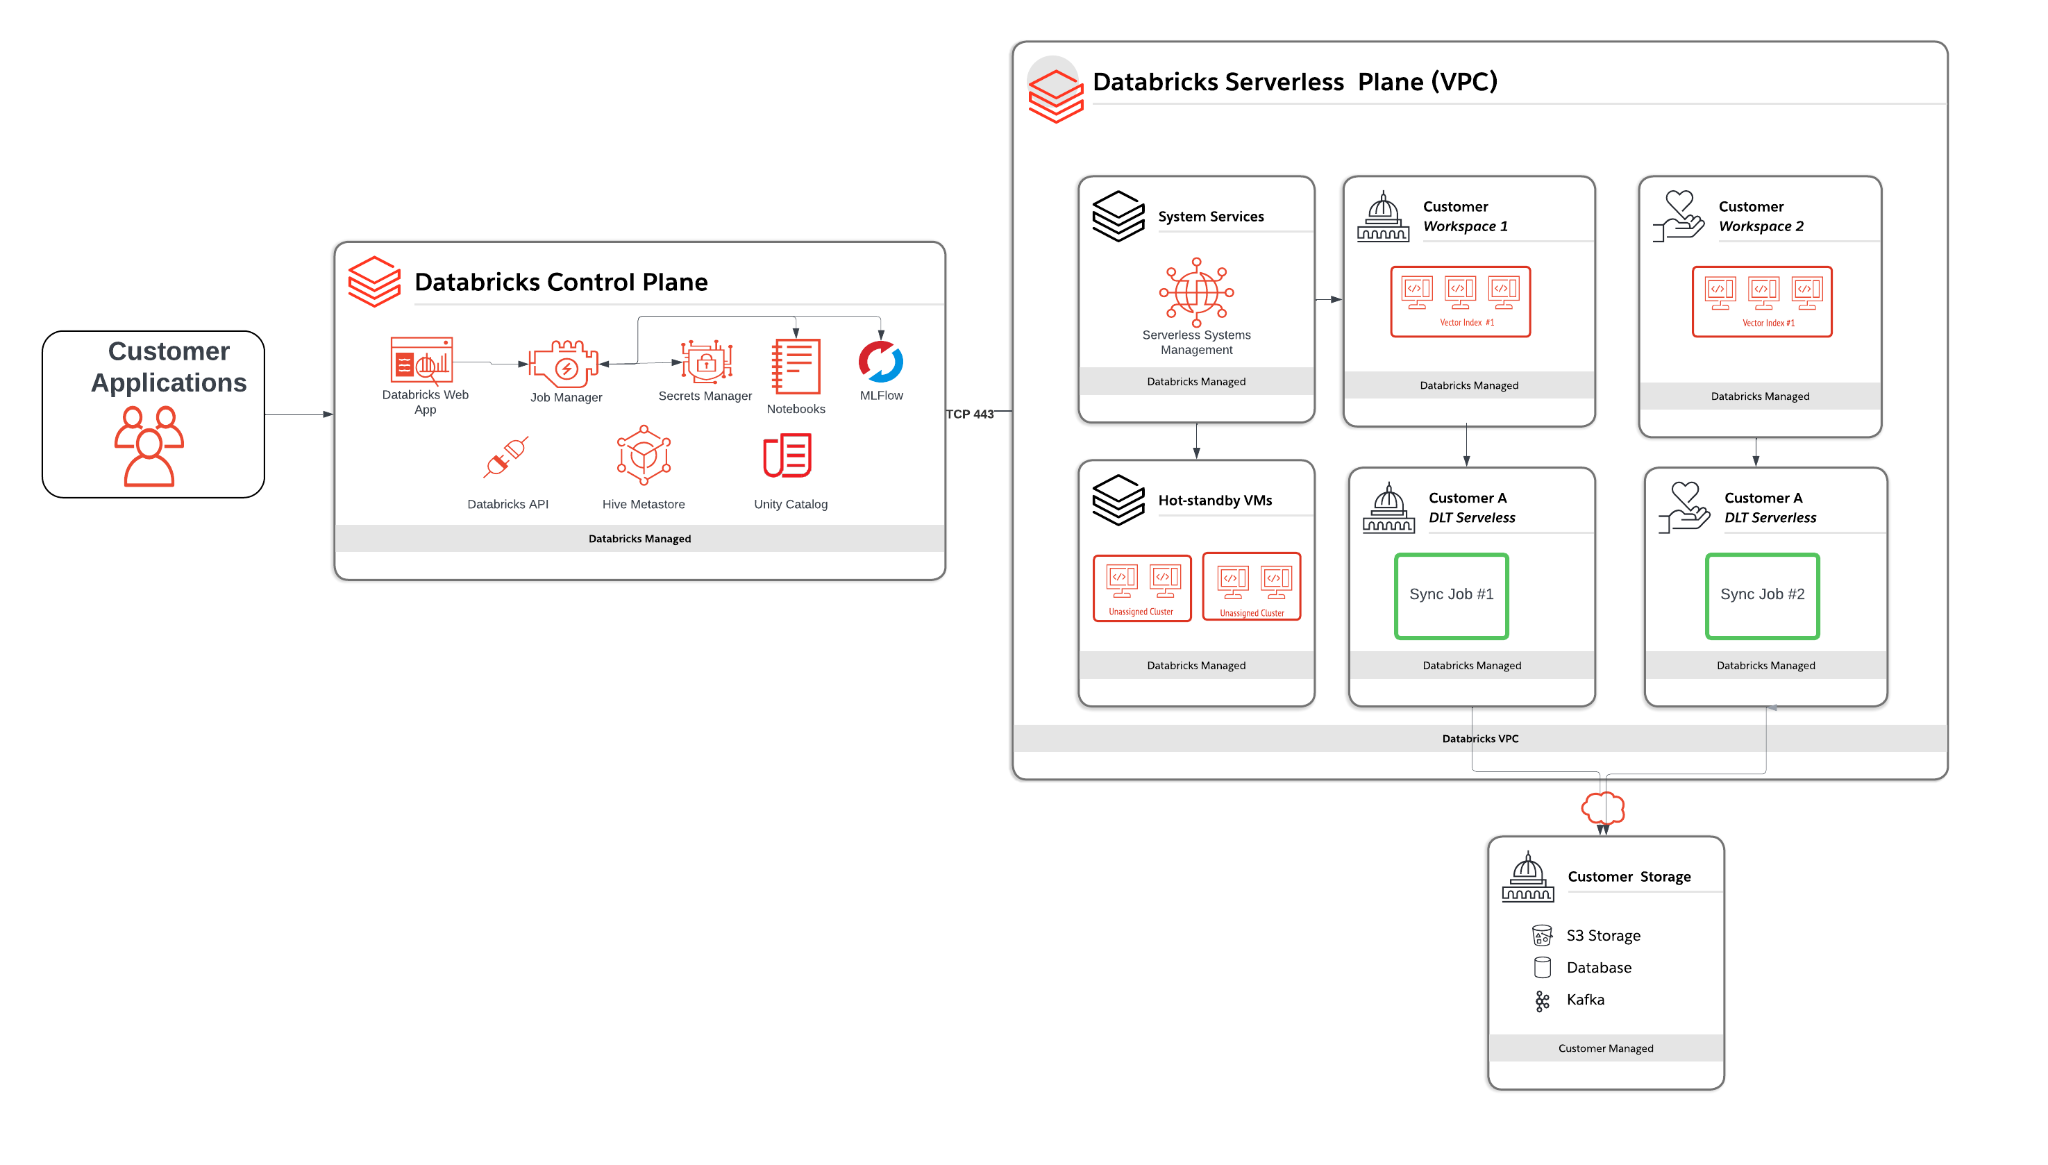 Customer
Applications
Databricks Control Plane
Databricks Web
App
Job Manager
Secrets Manager
Notebooks
MLFlow
Databricks API
Hive Metastore
Unity Catalog
Databricks Managed
TCP 443
Databricks Serverless  Plane (VPC)
System Services
Serverless Systems
Management
Databricks Managed
Customer
Workspace 1
Vector Index #1
Databricks Managed
Customer
Workspace 2
Vector Index #1
Databricks Managed
Hot-standby VMs
Unassigned Cluster
Unassigned Cluster
Databricks Managed
Customer A
DLT Serveless
Sync Job #1
Databricks Managed
Customer A
DLT Serverless
Sync Job #2
Databricks Managed
Databricks VPC
Customer  Storage
S3 Storage
Database
Kafka
Customer Managed